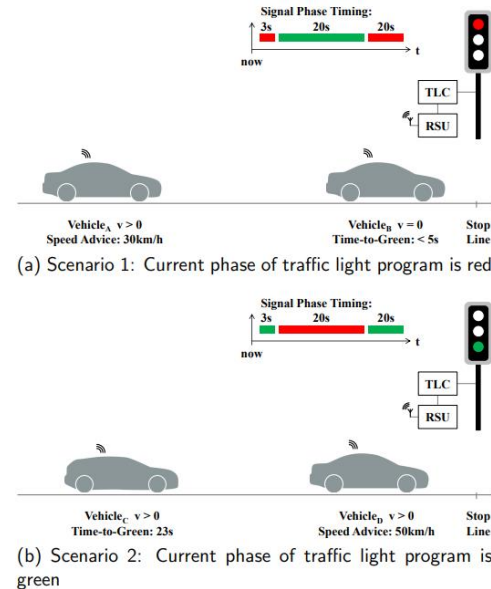 Signal Phase Timing:
3s 20s 20s
t
now
TLC
RSU
Vehicle_A v > 0
Speed Advice: 30km/h
Vehicle_B v = 0
Time-to-Green: < 5s
Stop
Line
(a) Scenario 1: Current phase of traffic light program is red
Signal Phase Timing:
3s 20s 20s
t
now
TLC
RSU
Vehicle_C v > 0
Time-to-Green: 23s
Vehicle_D v > 0
Speed Advice: 50km/h
Stop
Line
(b) Scenario 2: Current phase of traffic light program is
green